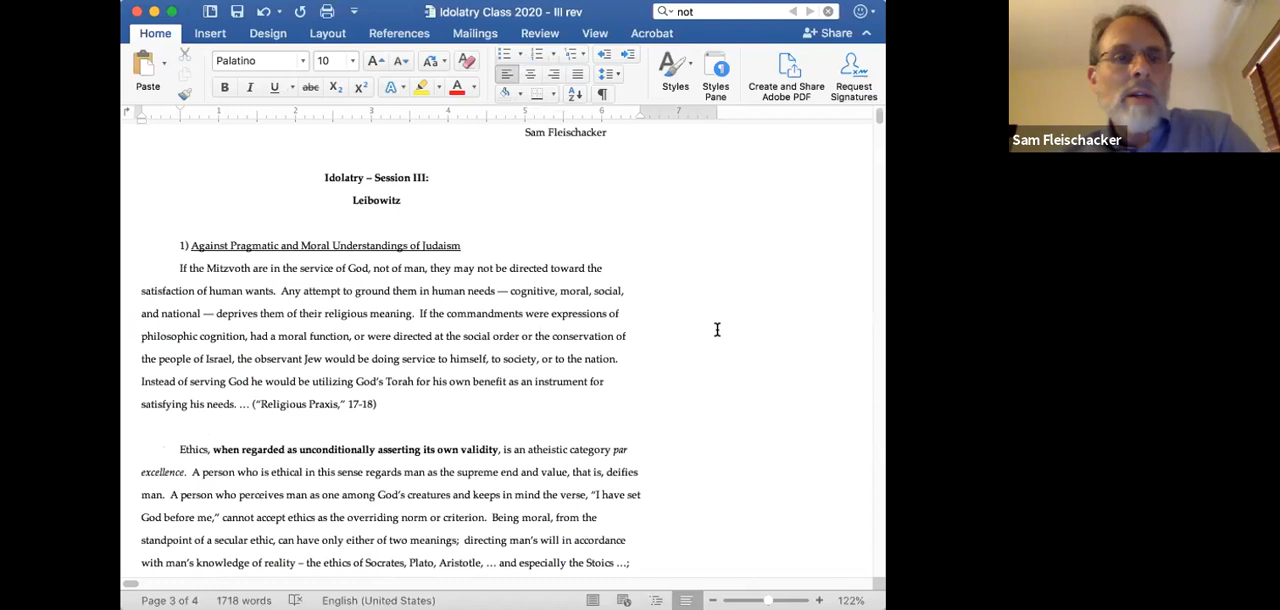 Idolatry Class 2020 - III rev
not
Home Insert Design Layout References Mailings Review View Acrobat Share
Paste
Palatino 10
B I U abc X2 X2 A A
Styles
Styles Pane
Create and Share Adobe PDF
Request Signatures
1 2 3 4 5 6 7
Sam Fleischacker
Idolatry – Session III:
Leibowitz
1) Against Pragmatic and Moral Understandings of Judaism
If the Mitzvoth are in the service of God, not of man, they may not be directed toward the
satisfaction of human wants. Any attempt to ground them in human needs — cognitive, moral, social,
and national — deprives them of their religious meaning. If the commandments were expressions of
philosophic cognition, had a moral function, or were directed at the social order or the conservation of
the people of Israel, the observant Jew would be doing service to himself, to society, or to the nation.
Instead of serving God he would be utilizing God's Torah for his own benefit as an instrument for
satisfying his needs. … ("Religious Praxis," 17-18)
Ethics, when regarded as unconditionally asserting its own validity, is an atheistic category par
excellence. A person who is ethical in this sense regards man as the supreme end and value, that is, deifies
man. A person who perceives man as one among God's creatures and keeps in mind the verse, "I have set
God before me," cannot accept ethics as the overriding norm or criterion. Being moral, from the
standpoint of a secular ethic, can have only either of two meanings; directing man's will in accordance
with man's knowledge of reality – the ethics of Socrates, Plato, Aristotle, … and especially the Stoics …;
Page 3 of 4 1718 words English (United States) 122%
Sam Fleischacker